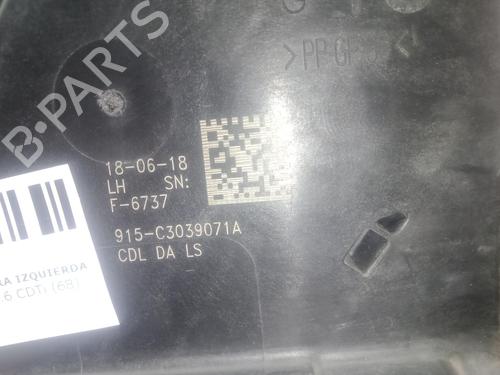 B-PARTS
>PP-GF
18-06-18
LH SN:
F-6737
915-C3039071A
CDL DA LS
RA IZQUIERDA
.6 CDTi (68)